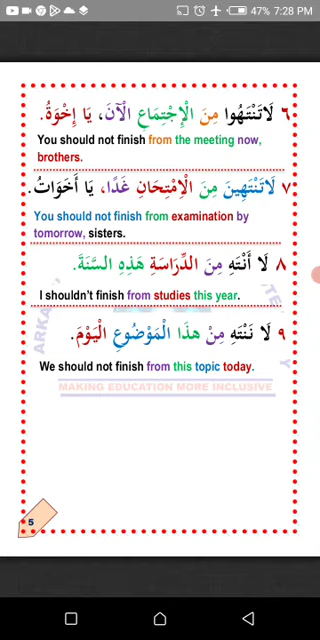 47% 7:28 PM
٦ لَاتَنْتَهُوا مِنَ الْاِجْتِمَاعِ الْآنَ، يَا إِخْوَةُ.
You should not finish from the meeting now,
brothers.
٧ لَاتَنْتَهِينَ مِنَ الْاِمْتِحَانِ غَدًا، يَا أَخَوَاتُ.
You should not finish from examination by
tomorrow, sisters.
٨ لَا أَنْتَهِ مِنَ الدِّرَاسَةِ هَذِهِ السَّنَةَ.
I shouldn't finish from studies this year.
٩ لَا نَنْتَهِ مِنْ هذَا الْمَوْضُوعِ الْيَوْمَ.
We should not finish from this topic today.
MAKING EDUCATION MORE INCLUSIVE
5